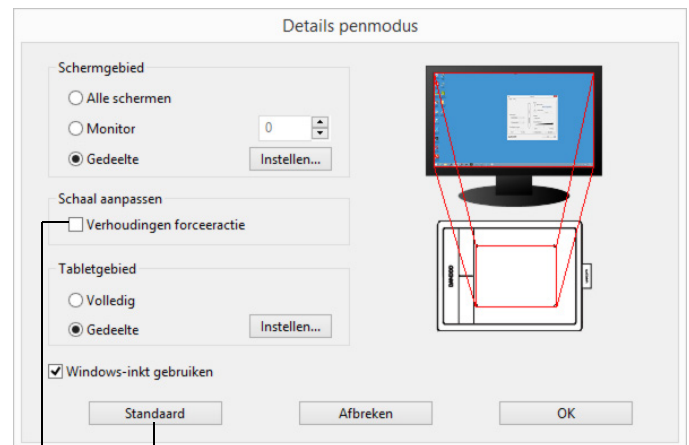 Details penmodus
Schermgebied
Alle schermen
Monitor
0
Gedeelte
Instellen...
Schaal aanpassen
Verhoudingen forceeractie
Tabletgebied
Volledig
Gedeelte
Instellen...
Windows-inkt gebruiken
Standaard
Afbreken
OK
BAMBOO